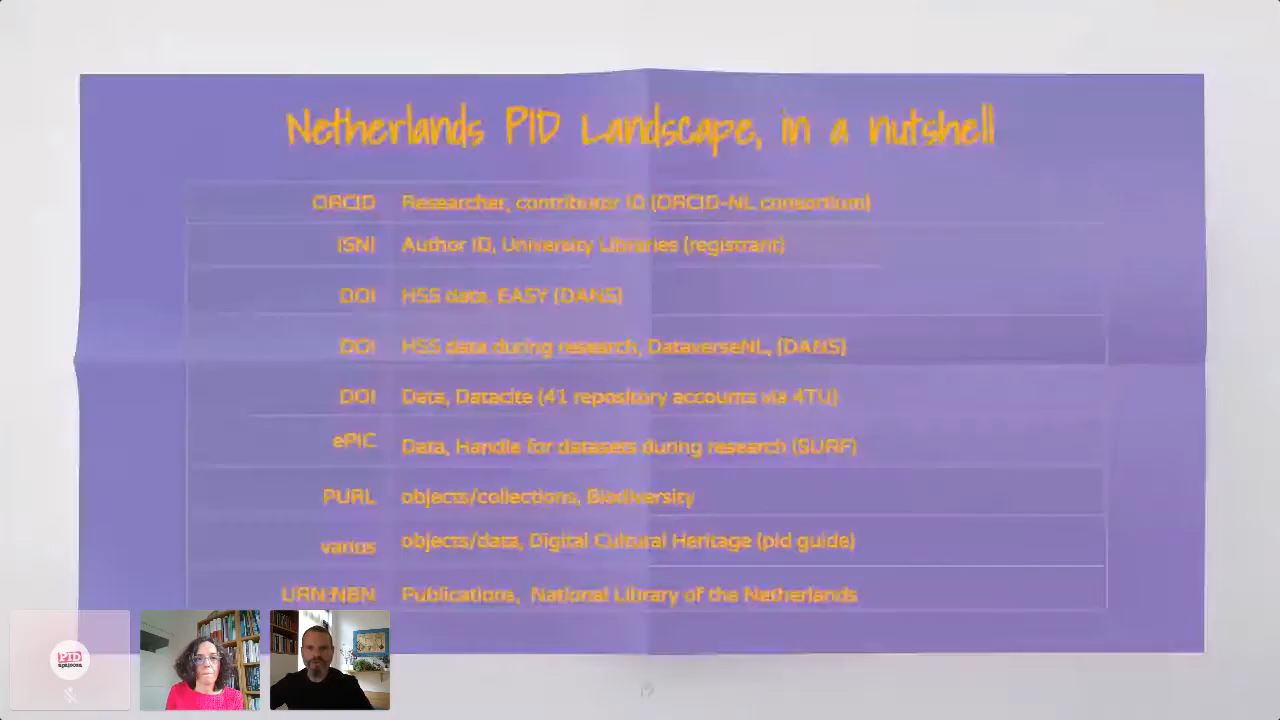 Netherlands PID Landscape, in a nutshell
ORCID Researcher, contributor ID (ORCID-NL consortium)
ISNI Author ID, University Libraries (registrant)
DOI HSS data, EASY (DANS)
DOI HSS data during research, DataverseNL, (DANS)
DOI Data, Datacite (41 repository accounts via 4TU)
ePIC Data, Handle for datasets during research (SURF)
PURL objects/collections, Biodiversity
varius objects/data, Digital Cultural Heritage (pid guide)
URN:NBN Publications, National Library of the Netherlands
PID
apalooza